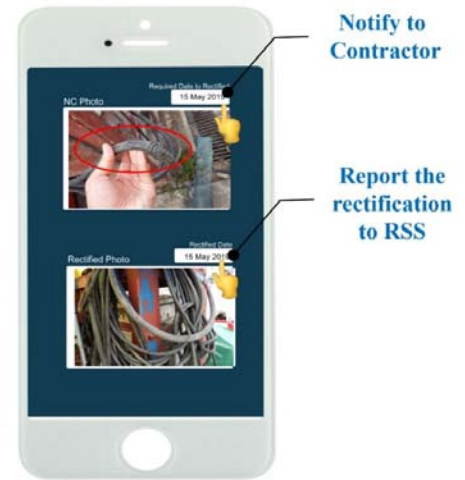 Notify to
Contractor
Required Date to Rectified
NC Photo
15 May 2019
Report the
rectification
to RSS
Rectified Date
Rectified Photo
15 May 2019